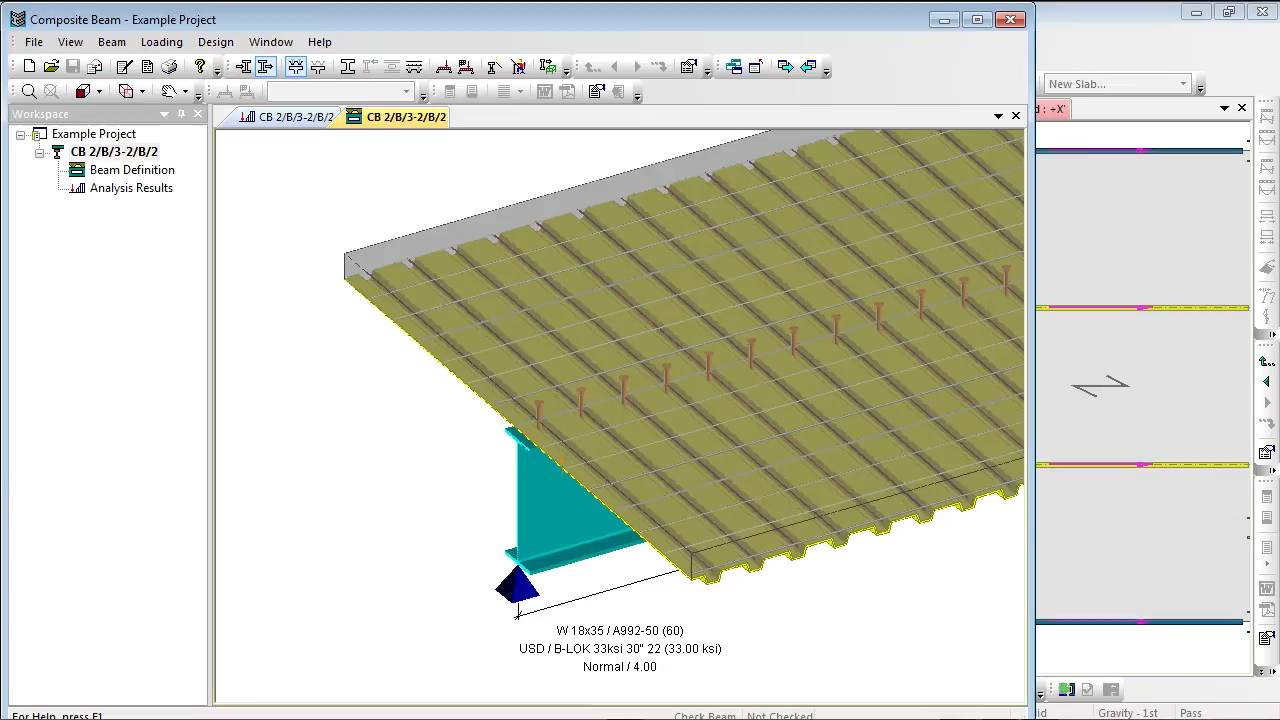 Composite Beam - Example Project
File View Beam Loading Design Window Help
New Slab...
Workspace
CB 2/B/3-2/B/2
CB 2/B/3-2/B/2
d : +X'
Example Project
CB 2/B/3-2/B/2
Beam Definition
Analysis Results
W 18x35 / A992-50 (60)
USD / B-LOK 33ksi 30" 22 (33.00 ksi)
Normal / 4.00
For Help, press F1
Check Beam
Not Checked
id
Gravity - 1st
Pass